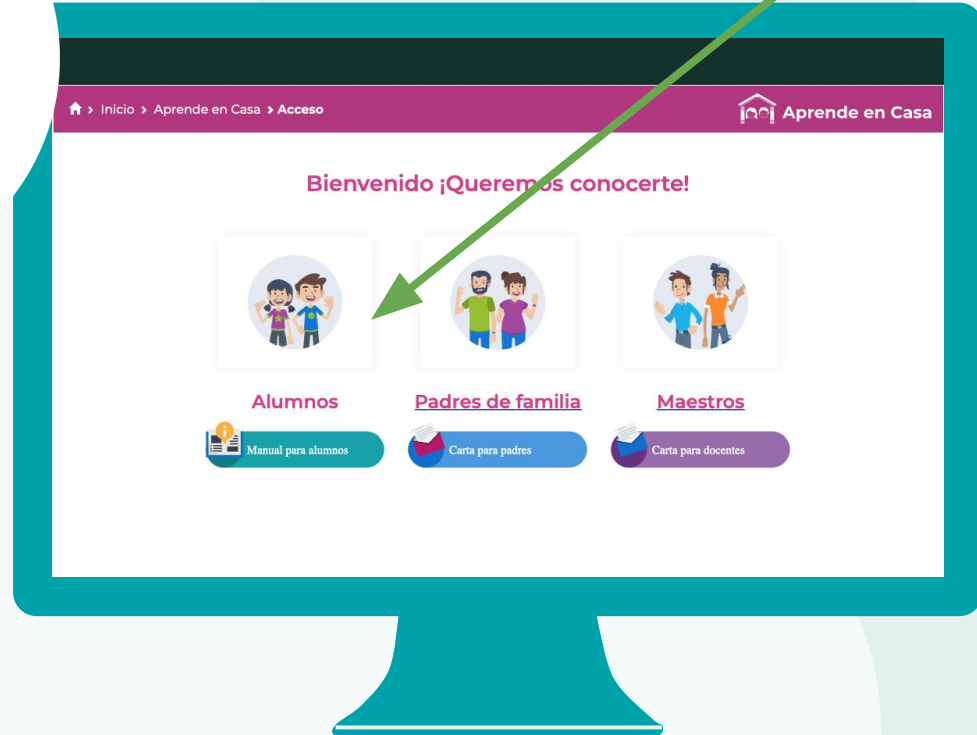 > Inicio > Aprende en Casa > Acceso
Aprende en Casa
Bienvenido ¡Queremos conocerte!
Alumnos
Padres de familia
Maestros
Manual para alumnos
Carta para padres
Carta para docentes